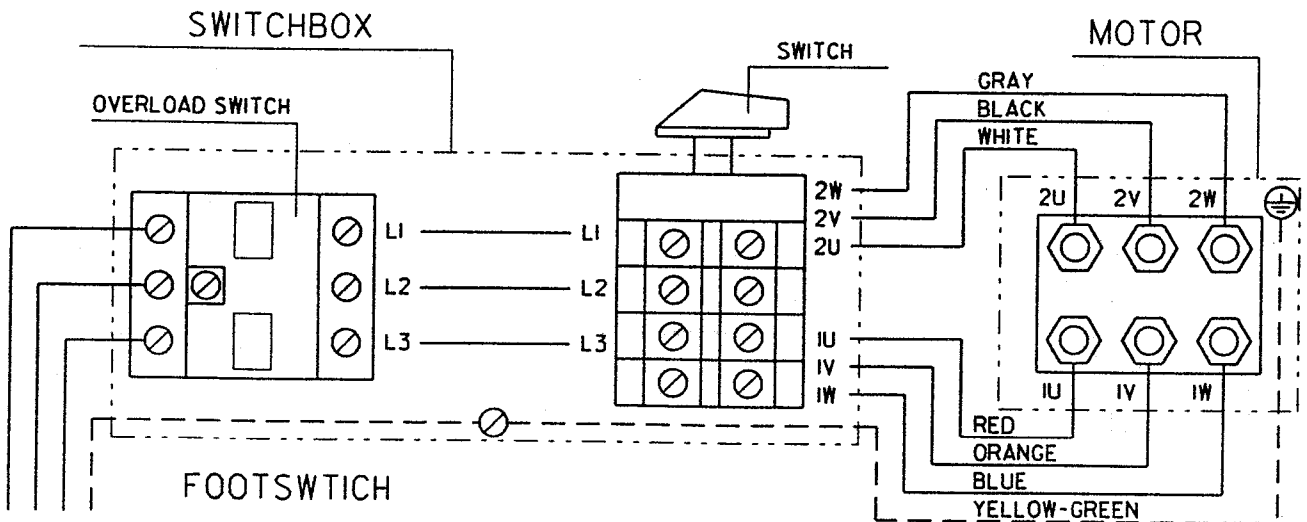 SWITCHBOX
MOTOR
SWITCH
OVERLOAD SWITCH
GRAY
BLACK
WHITE
2W
2V
2U
2U 2V 2W
L1 L1
L2 L2
L3 L3
1U
1V
1W
1U 1V 1W
RED
ORANGE
BLUE
YELLOW-GREEN
FOOTSWTICH